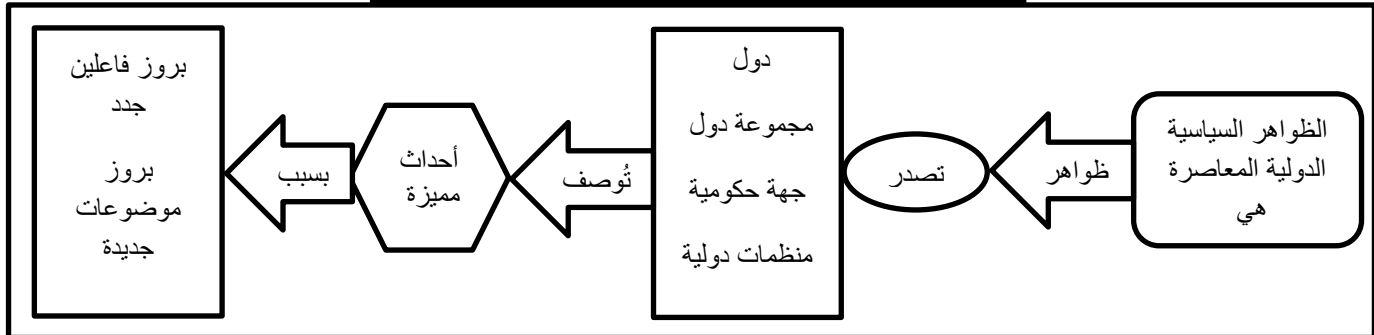 الظواهر السياسية
الدولية المعاصرة
هي
ظواهر
تصدر
دول
مجموعة دول
جهة حكومية
منظمات دولية
تُوصف
أحداث
مميزة
بسبب
بروز فاعلين
جدد
بروز
موضوعات
جديدة